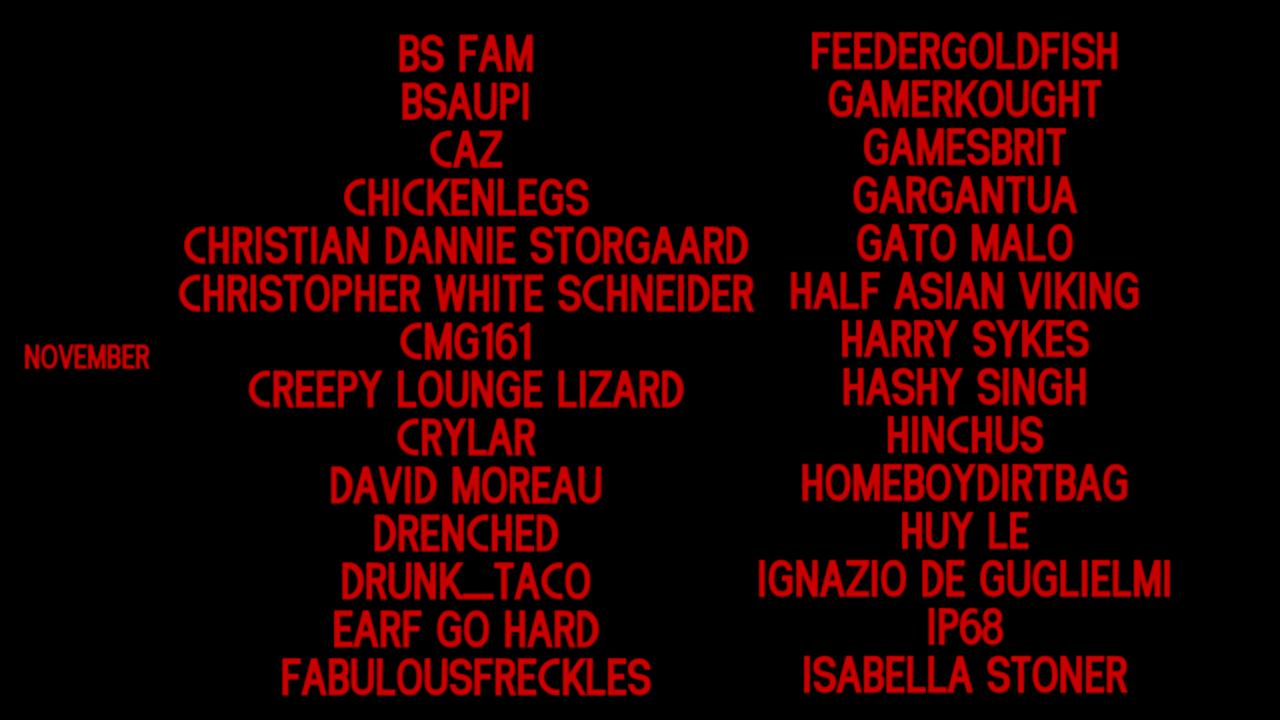 NOVEMBER
BS FAM
BSAUPI
CAZ
CHICKENLEGS
CHRISTIAN DANNIE STORGAARD
CHRISTOPHER WHITE SCHNEIDER
CMG161
CREEPY LOUNGE LIZARD
CRYLAR
DAVID MOREAU
DRENCHED
DRUNK_TACO
EARF GO HARD
FABULOUSFRECKLES
FEEDERGOLDFISH
GAMERKOUGHT
GAMESBRIT
GARGANTUA
GATO MALO
HALF ASIAN VIKING
HARRY SYKES
HASHY SINGH
HINCHUS
HOMEBOYDIRTBAG
HUY LE
IGNAZIO DE GUGLIELMI
IP68
ISABELLA STONER